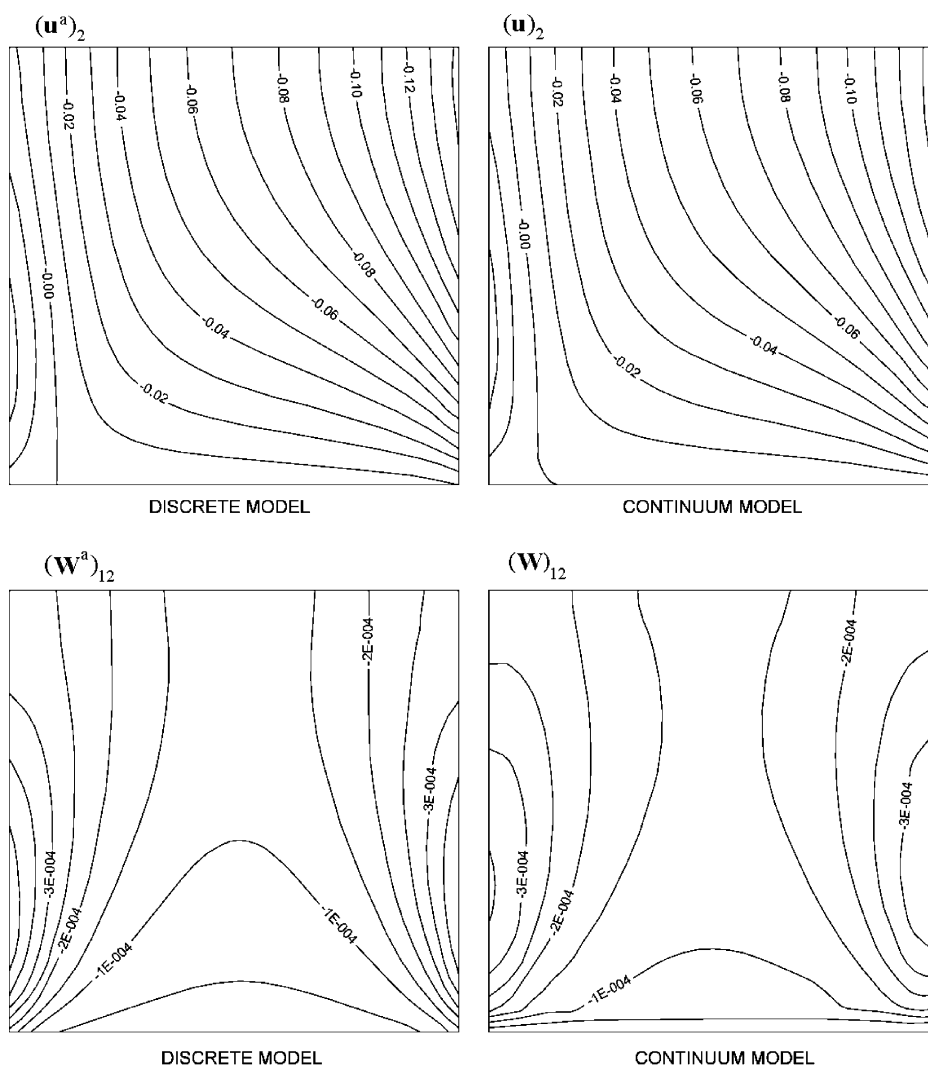 (u^a)_2
(u)_2
-0.02
-0.04
-0.06
-0.08
-0.10
-0.12
-0.00
-0.08
-0.06
-0.04
-0.02
-0.02
-0.04
-0.06
-0.08
-0.10
-0.00
-0.06
-0.04
-0.02
DISCRETE MODEL
CONTINUUM MODEL
(W^a)_12
(W)_12
-2E-004
-3E-004
-3E-004
-2E-004
-1E-004
-1E-004
-2E-004
-3E-004
-3E-004
-2E-004
-1E-004
DISCRETE MODEL
CONTINUUM MODEL